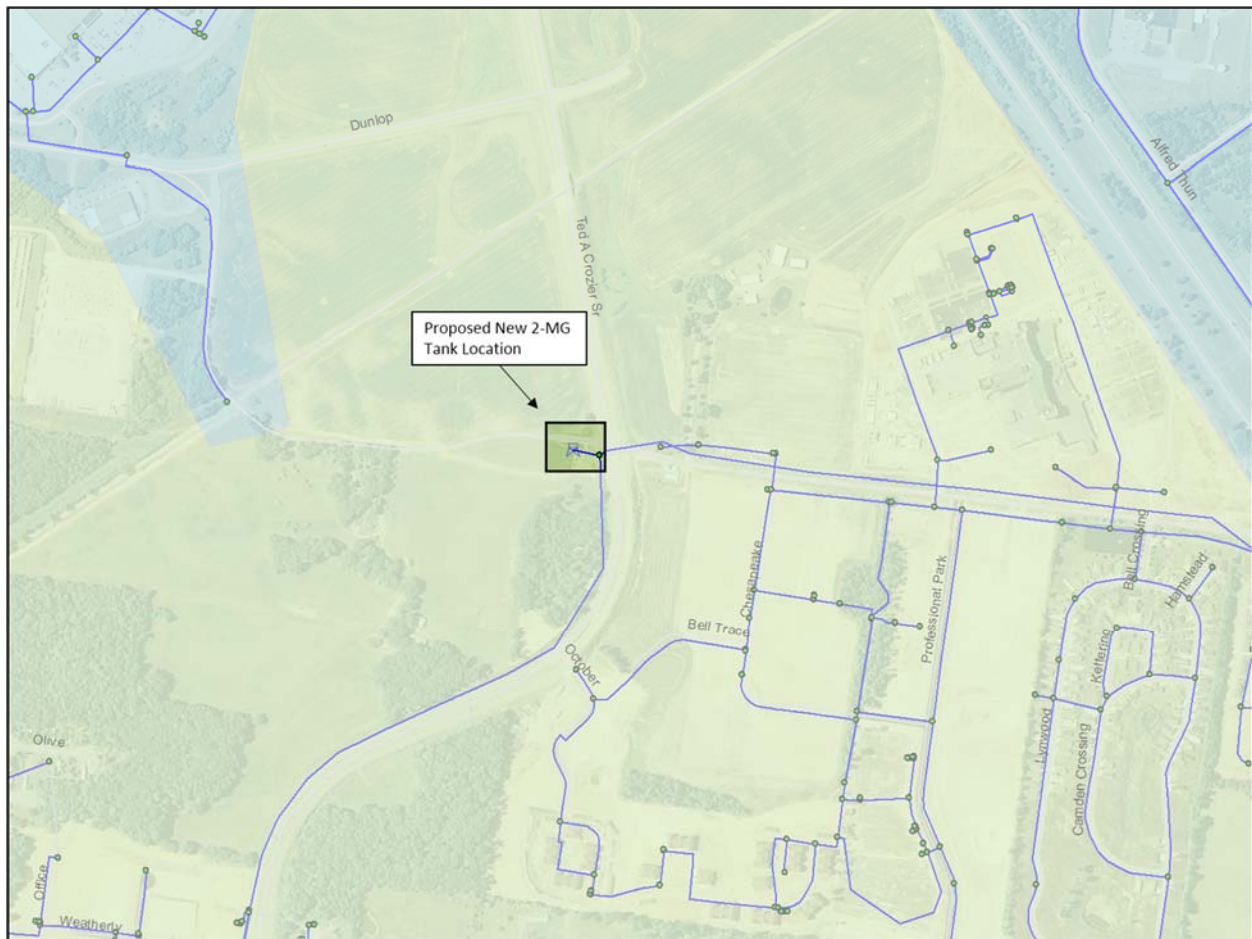 Dunlop
Alfred Thun
Ted A Crozier Sr
Proposed New 2-MG
Tank Location
Chesapeake
Bell Crossing
Hamstead
Professional Park
Bell Trace
October
Kettering
Lynwood
Camden Crossing
Olive
Office
Weatherly